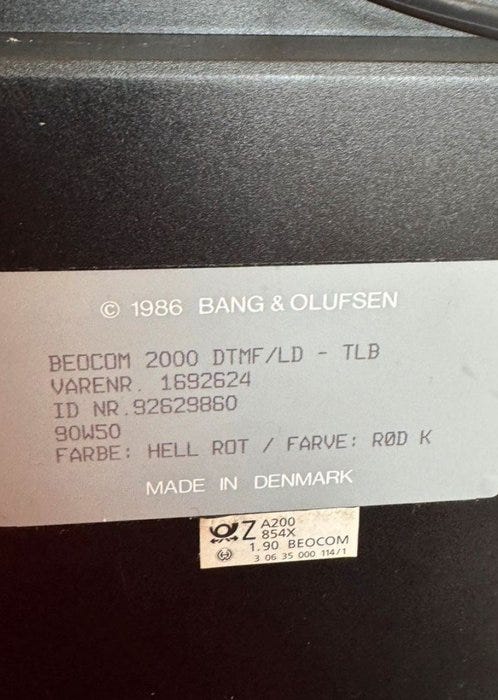 © 1986 BANG & OLUFSEN
BEOCOM 2000 DTMF/LD - TLB
VARENR. 1692624
ID NR.92629860
90W50
FARBE: HELL ROT / FARVE: RØD K
MADE IN DENMARK
Z A200
854X
1.90 BEOCOM
3 06 35 000 114/1